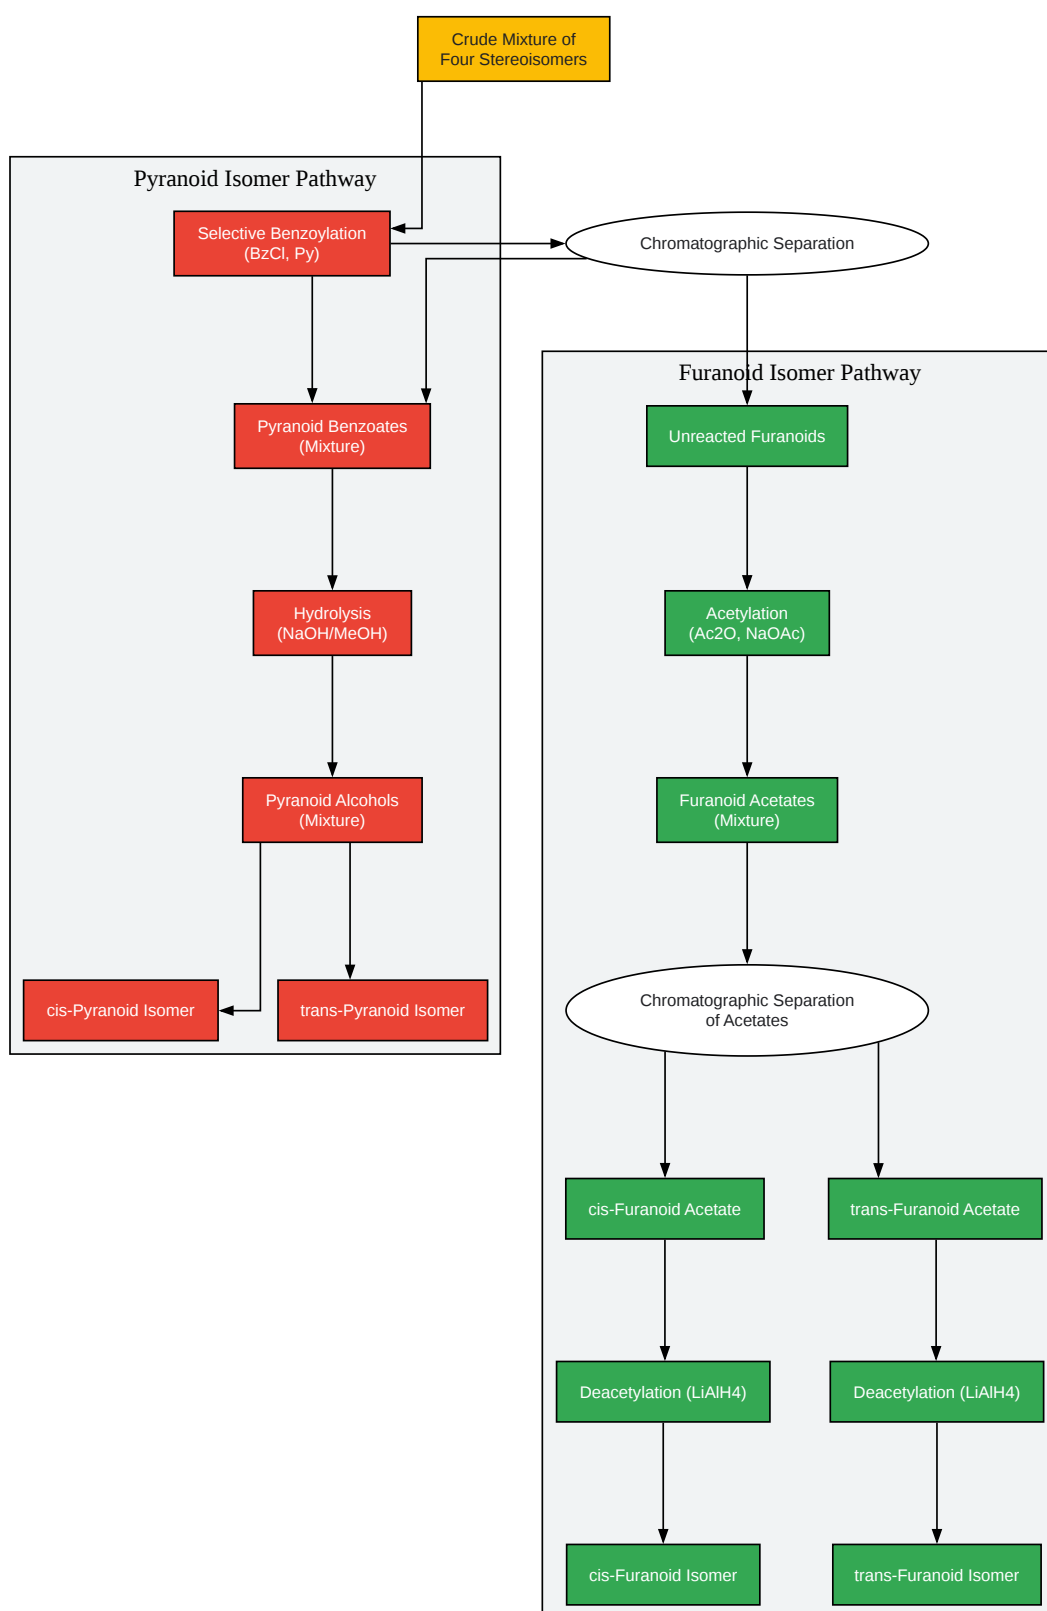 Crude Mixture of
Four Stereoisomers
Pyranoid Isomer Pathway
Selective Benzoylation
(BzCl, Py)
Chromatographic Separation
Furanoid Isomer Pathway
Pyranoid Benzoates
(Mixture)
Unreacted Furanoids
Hydrolysis
(NaOH/MeOH)
Acetylation
(Ac2O, NaOAc)
Pyranoid Alcohols
(Mixture)
Furanoid Acetates
(Mixture)
cis-Pyranoid Isomer
trans-Pyranoid Isomer
Chromatographic Separation
of Acetates
cis-Furanoid Acetate
trans-Furanoid Acetate
Deacetylation (LiAlH4)
Deacetylation (LiAlH4)
cis-Furanoid Isomer
trans-Furanoid Isomer